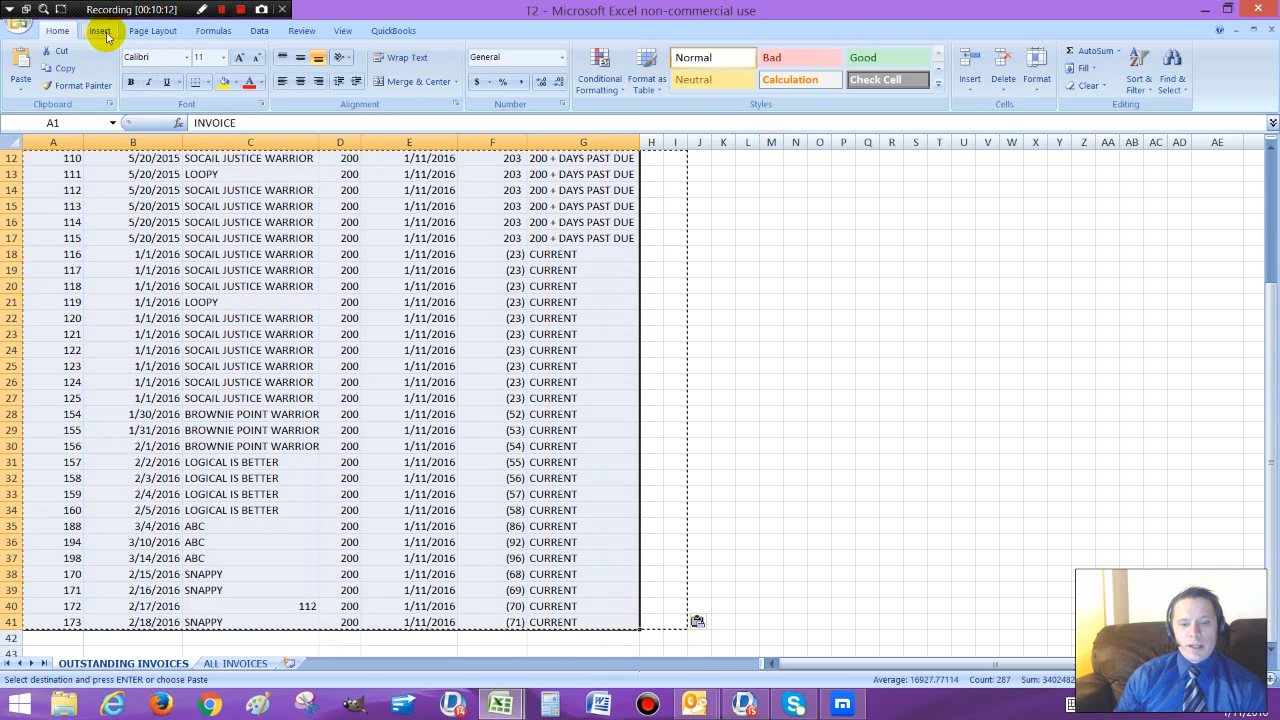 Recording [00:10:12]
T2 - Microsoft Excel non-commercial use
Home Insert Page Layout Formulas Data Review View QuickBooks
Paste Cut Copy Format Painter Clipboard
Calibri 11 B I U A Font
Wrap Text Merge & Center Alignment
General $ % , Number
Conditional Formatting Format as Table Normal Bad Good Neutral Calculation Check Cell Styles
Insert Delete Format Cells
AutoSum Fill Clear Sort & Filter Find & Select Editing
A1 fx INVOICE
A B C D E F G H I J K L M N O P Q R S T U V W X Y Z AA AB AC AD AE
12 110 5/20/2015 SOCAIL JUSTICE WARRIOR 200 1/11/2016 203 200 + DAYS PAST DUE
13 111 5/20/2015 LOOPY 200 1/11/2016 203 200 + DAYS PAST DUE
14 112 5/20/2015 SOCAIL JUSTICE WARRIOR 200 1/11/2016 203 200 + DAYS PAST DUE
15 113 5/20/2015 SOCAIL JUSTICE WARRIOR 200 1/11/2016 203 200 + DAYS PAST DUE
16 114 5/20/2015 SOCAIL JUSTICE WARRIOR 200 1/11/2016 203 200 + DAYS PAST DUE
17 115 5/20/2015 SOCAIL JUSTICE WARRIOR 200 1/11/2016 203 200 + DAYS PAST DUE
18 116 1/1/2016 SOCAIL JUSTICE WARRIOR 200 1/11/2016 (23) CURRENT
19 117 1/1/2016 SOCAIL JUSTICE WARRIOR 200 1/11/2016 (23) CURRENT
20 118 1/1/2016 SOCAIL JUSTICE WARRIOR 200 1/11/2016 (23) CURRENT
21 119 1/1/2016 LOOPY 200 1/11/2016 (23) CURRENT
22 120 1/1/2016 SOCAIL JUSTICE WARRIOR 200 1/11/2016 (23) CURRENT
23 121 1/1/2016 SOCAIL JUSTICE WARRIOR 200 1/11/2016 (23) CURRENT
24 122 1/1/2016 SOCAIL JUSTICE WARRIOR 200 1/11/2016 (23) CURRENT
25 123 1/1/2016 SOCAIL JUSTICE WARRIOR 200 1/11/2016 (23) CURRENT
26 124 1/1/2016 SOCAIL JUSTICE WARRIOR 200 1/11/2016 (23) CURRENT
27 125 1/1/2016 SOCAIL JUSTICE WARRIOR 200 1/11/2016 (23) CURRENT
28 154 1/30/2016 BROWNIE POINT WARRIOR 200 1/11/2016 (52) CURRENT
29 155 1/31/2016 BROWNIE POINT WARRIOR 200 1/11/2016 (53) CURRENT
30 156 2/1/2016 BROWNIE POINT WARRIOR 200 1/11/2016 (54) CURRENT
31 157 2/2/2016 LOGICAL IS BETTER 200 1/11/2016 (55) CURRENT
32 158 2/3/2016 LOGICAL IS BETTER 200 1/11/2016 (56) CURRENT
33 159 2/4/2016 LOGICAL IS BETTER 200 1/11/2016 (57) CURRENT
34 160 2/5/2016 LOGICAL IS BETTER 200 1/11/2016 (58) CURRENT
35 188 3/4/2016 ABC 200 1/11/2016 (86) CURRENT
36 194 3/10/2016 ABC 200 1/11/2016 (92) CURRENT
37 198 3/14/2016 ABC 200 1/11/2016 (96) CURRENT
38 170 2/15/2016 SNAPPY 200 1/11/2016 (68) CURRENT
39 171 2/16/2016 SNAPPY 200 1/11/2016 (69) CURRENT
40 172 2/17/2016 112 200 1/11/2016 (70) CURRENT
41 173 2/18/2016 SNAPPY 200 1/11/2016 (71) CURRENT
42
43
OUTSTANDING INVOICES ALL INVOICES
Select destination and press ENTER or choose Paste Average: 16927.77114 Count: 287
14 15